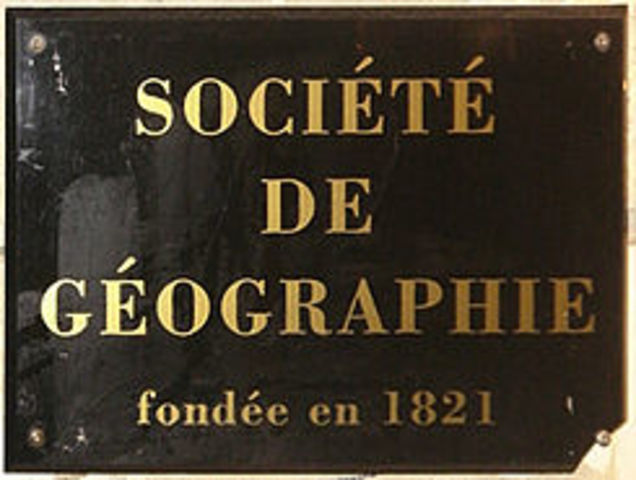 SOCIÉTÉ
DE
GÉOGRAPHIE
fondée en 1821